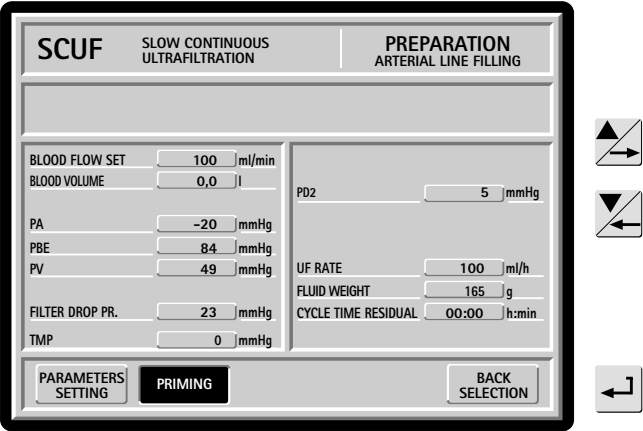 SCUF
SLOW CONTINUOUS
ULTRAFILTRATION
PREPARATION
ARTERIAL LINE FILLING
BLOOD FLOW SET 100 ml/min
BLOOD VOLUME 0,0 l
PA -20 mmHg
PBE 84 mmHg
PV 49 mmHg
FILTER DROP PR. 23 mmHg
TMP 0 mmHg
PD2 5 mmHg
UF RATE 100 ml/h
FLUID WEIGHT 165 g
CYCLE TIME RESIDUAL 00:00 h:min
PARAMETERS
SETTING
PRIMING
BACK
SELECTION